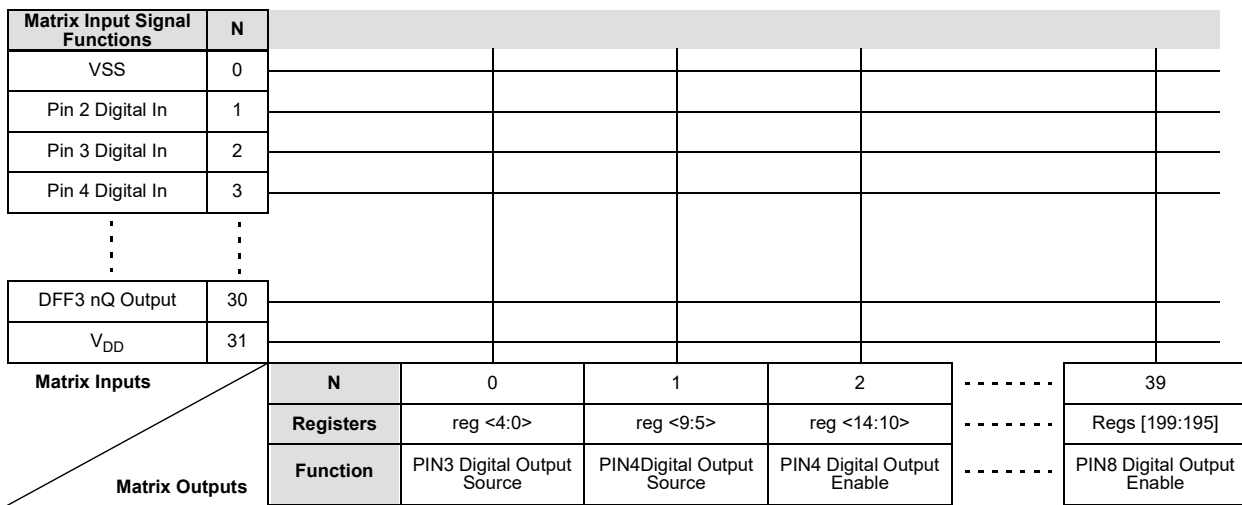 Matrix Input Signal
Functions
N
VSS
0
Pin 2 Digital In
1
Pin 3 Digital In
2
Pin 4 Digital In
3
DFF3 nQ Output
30
VDD
31
Matrix Inputs
Matrix Outputs
N
0
1
2
39
Registers
reg <4:0>
reg <9:5>
reg <14:10>
Regs [199:195]
Function
PIN3 Digital Output
Source
PIN4Digital Output
Source
PIN4 Digital Output
Enable
PIN8 Digital Output
Enable